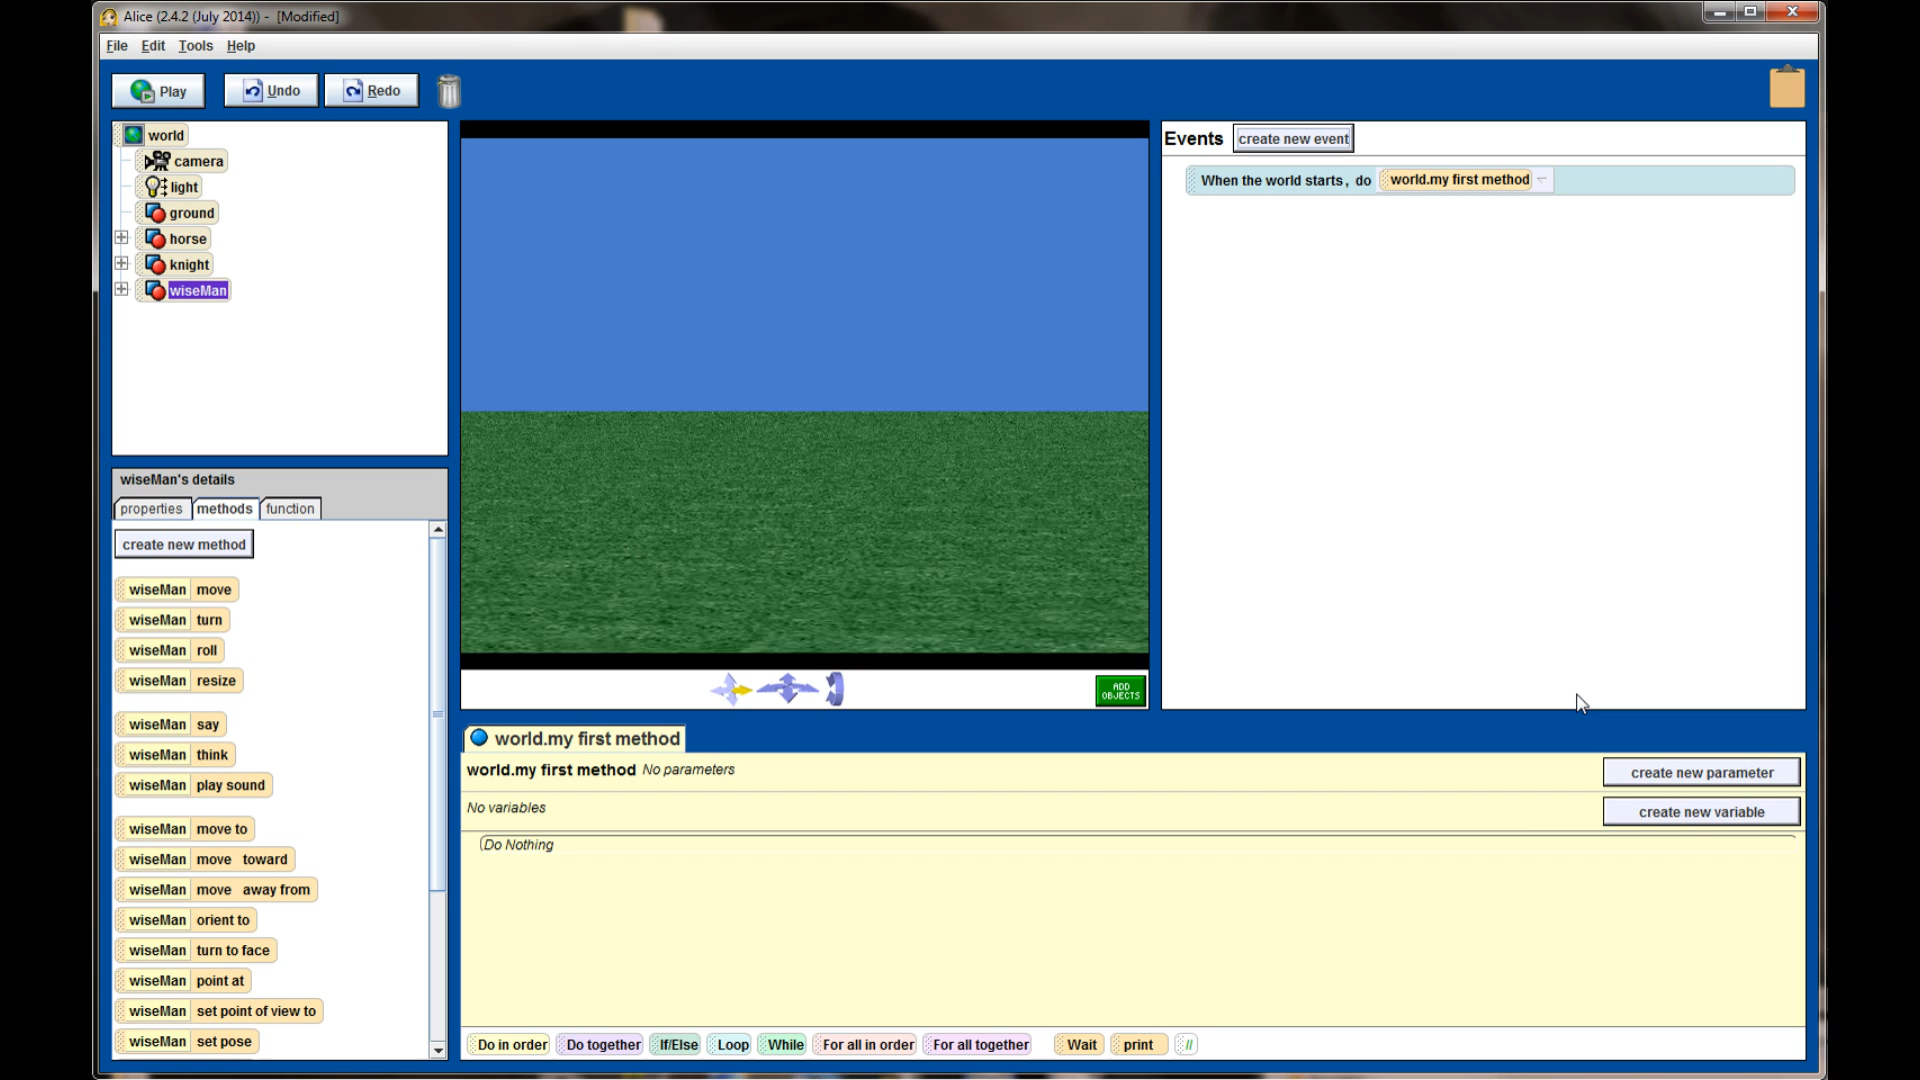 Alice (2.4.2 (July 2014)) - [Modified]
File Edit Tools Help
Play Undo Redo
world
camera
light
ground
horse
knight
wiseMan
Events create new event
When the world starts, do world.my first method
wiseMan's details
properties methods function
create new method
wiseMan move
wiseMan turn
wiseMan roll
wiseMan resize
wiseMan say
wiseMan think
wiseMan play sound
wiseMan move to
wiseMan move toward
wiseMan move away from
wiseMan orient to
wiseMan turn to face
wiseMan point at
wiseMan set point of view to
wiseMan set pose
ADD
OBJECTS
world.my first method
world.my first method No parameters
create new parameter
No variables
create new variable
(Do Nothing
Do in order Do together If/Else Loop While For all in order For all together Wait print //